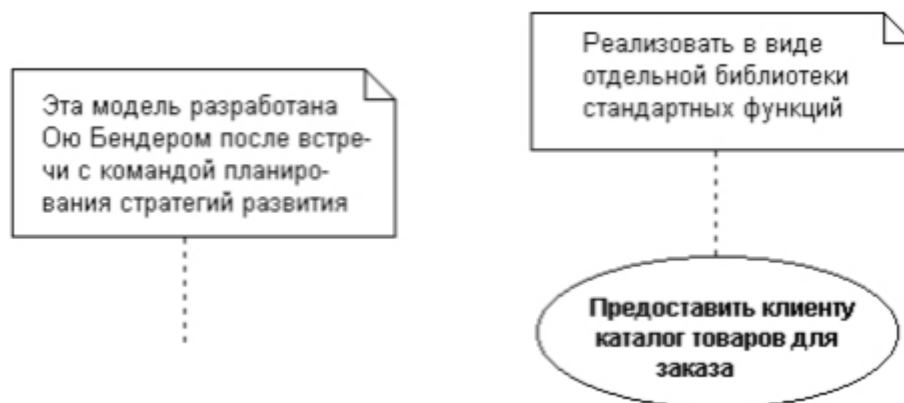 Эта модель разработана
Ою Бендером после встре-
чи с командой планиро-
вания стратегий развития
Реализовать в виде
отдельной библиотеки
стандартных функций
Предоставить клиенту
каталог товаров для
заказа